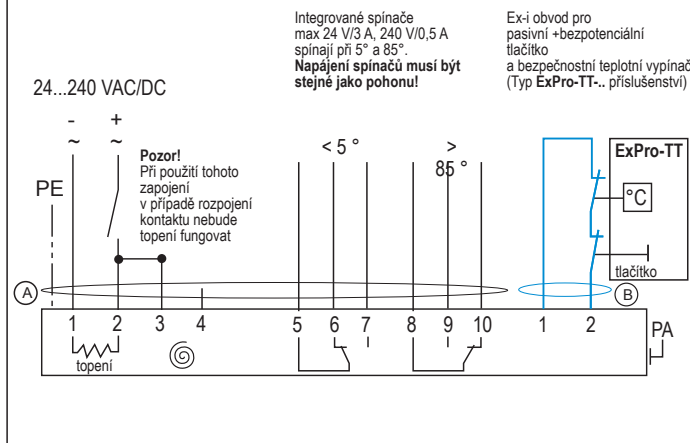 Integrované spínače
max 24 V/3 A, 240 V/0,5 A
spínají při 5° a 85°.
Napájení spínačů musí být
stejné jako pohonu!
Ex-i obvod pro
pasivní +bezpotenciální
tlačítko
a bezpečnostní teplotní vypínač
(Typ ExPro-TT-.. příslušenství)
24...240 VAC/DC
- +
~ ~
PE
Pozor!
Při použití tohoto
zapojení
v případě rozpojení
kontaktu nebude
topení fungovat
< 5 °
>
85 °
ExPro-TT
°C
tlačítko
A
B
1 2 3 4 5 6 7 8 9 10 1 2
PA
topení